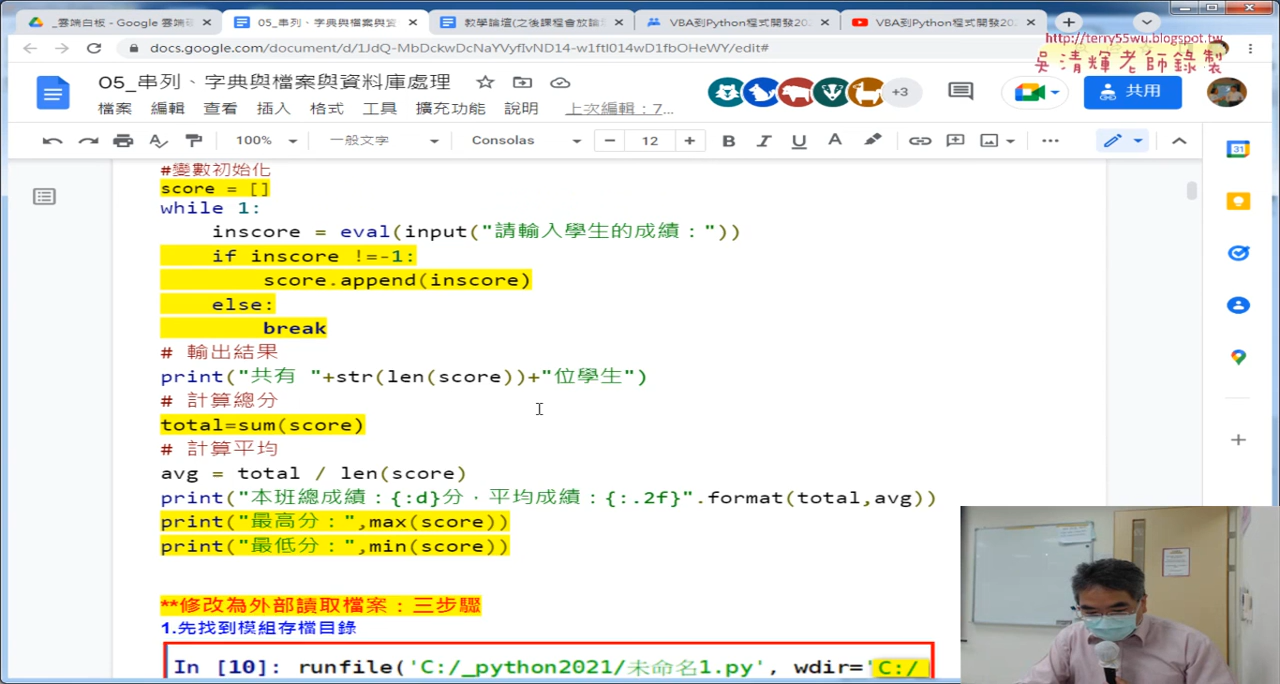 _雲端白板 - Google 雲端硬
05_串列、字典與檔案與資
教學論壇(之後課程會放論
VBA到Python程式開發202
VBA到Python程式開發202
docs.google.com/document/d/1JdQ-MbDckwDcNaYVyfIvND14-w1ftI014wD1fbOHeWY/edit#
http://terry55wu.blogspot.tw
吳清輝老師錄製
05_串列、字典與檔案與資料庫處理
+3
共用
檔案 編輯 查看 插入 格式 工具 擴充功能 說明 上次編輯：7...
100% 一般文字 Consolas 12 B I U A
31
#變數初始化
score = []
while 1:
inscore = eval(input("請輸入學生的成績："))
if inscore !=-1:
score.append(inscore)
else:
break
# 輸出結果
print("共有 "+str(len(score))+"位學生")
# 計算總分
total=sum(score)
# 計算平均
avg = total / len(score)
print("本班總成績：{:d}分，平均成績：{:.2f}".format(total,avg))
print("最高分：",max(score))
print("最低分：",min(score))
**修改為外部讀取檔案：三步驟
1.先找到模組存檔目錄
In [10]: runfile('C:/_python2021/未命名1.py', wdir='C:/